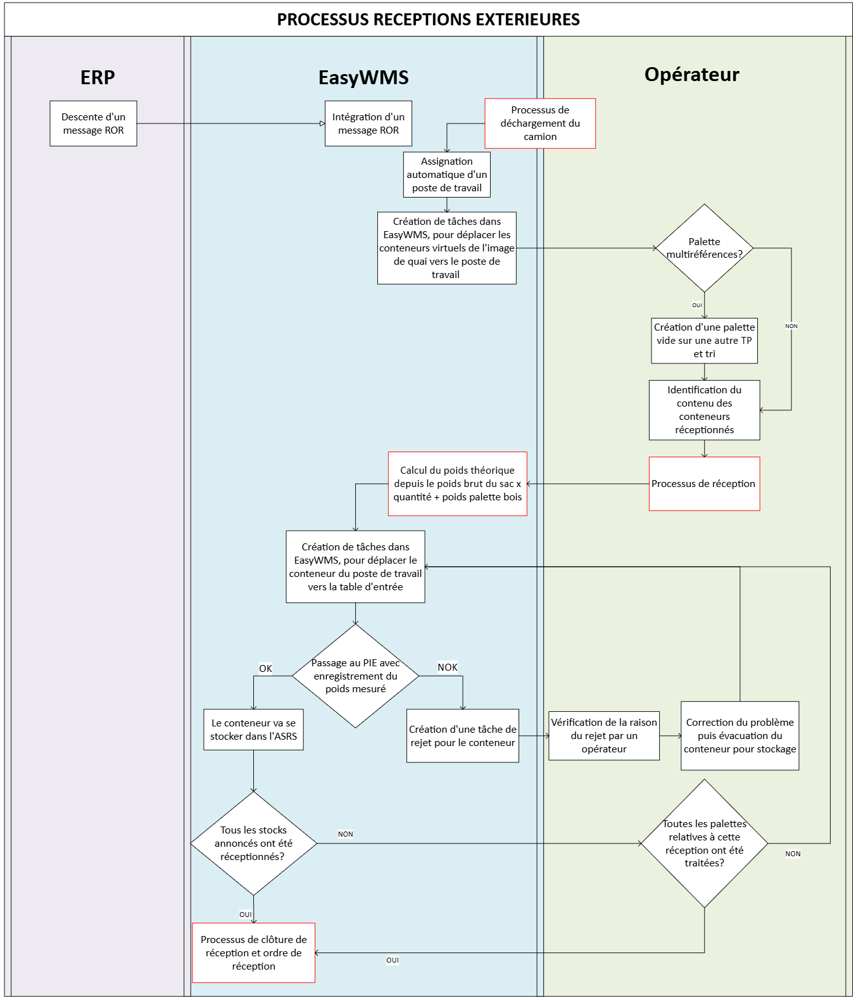 PROCESSUS RECEPTIONS EXTERIEURES
ERP
EasyWMS
Opérateur
Descente d'un
message ROR
Intégration d'un
message ROR
Processus de
déchargement du
camion
Assignation
automatique d'un
poste de travail
Création de tâches dans
EasyWMS, pour déplacer les
conteneurs virtuels de l'image
de quai vers le poste de
travail
Palette
multiréférences?
OUI
NON
Création d'une palette
vide sur une autre TP
et tri
Identification du
contenu des
conteneurs
réceptionnés
Processus de réception
Calcul du poids théorique
depuis le poids brut du sac x
quantité + poids palette bois
Création de tâches dans
EasyWMS, pour déplacer le
conteneur du poste de travail
vers la table d'entrée
Passage au PIE avec
enregistrement du
poids mesuré
OK
NOK
Le conteneur va se
stocker dans l'ASRS
Création d'une tâche de
rejet pour le conteneur
Vérification de la raison
du rejet par un
opérateur
Correction du problème
puis évacuation du
conteneur pour stockage
Tous les stocks
annoncés ont été
réceptionnés?
NON
Toutes les palettes
relatives à cette
réception ont été
traitées?
NON
OUI
Processus de clôture de
réception et ordre de
réception
OUI